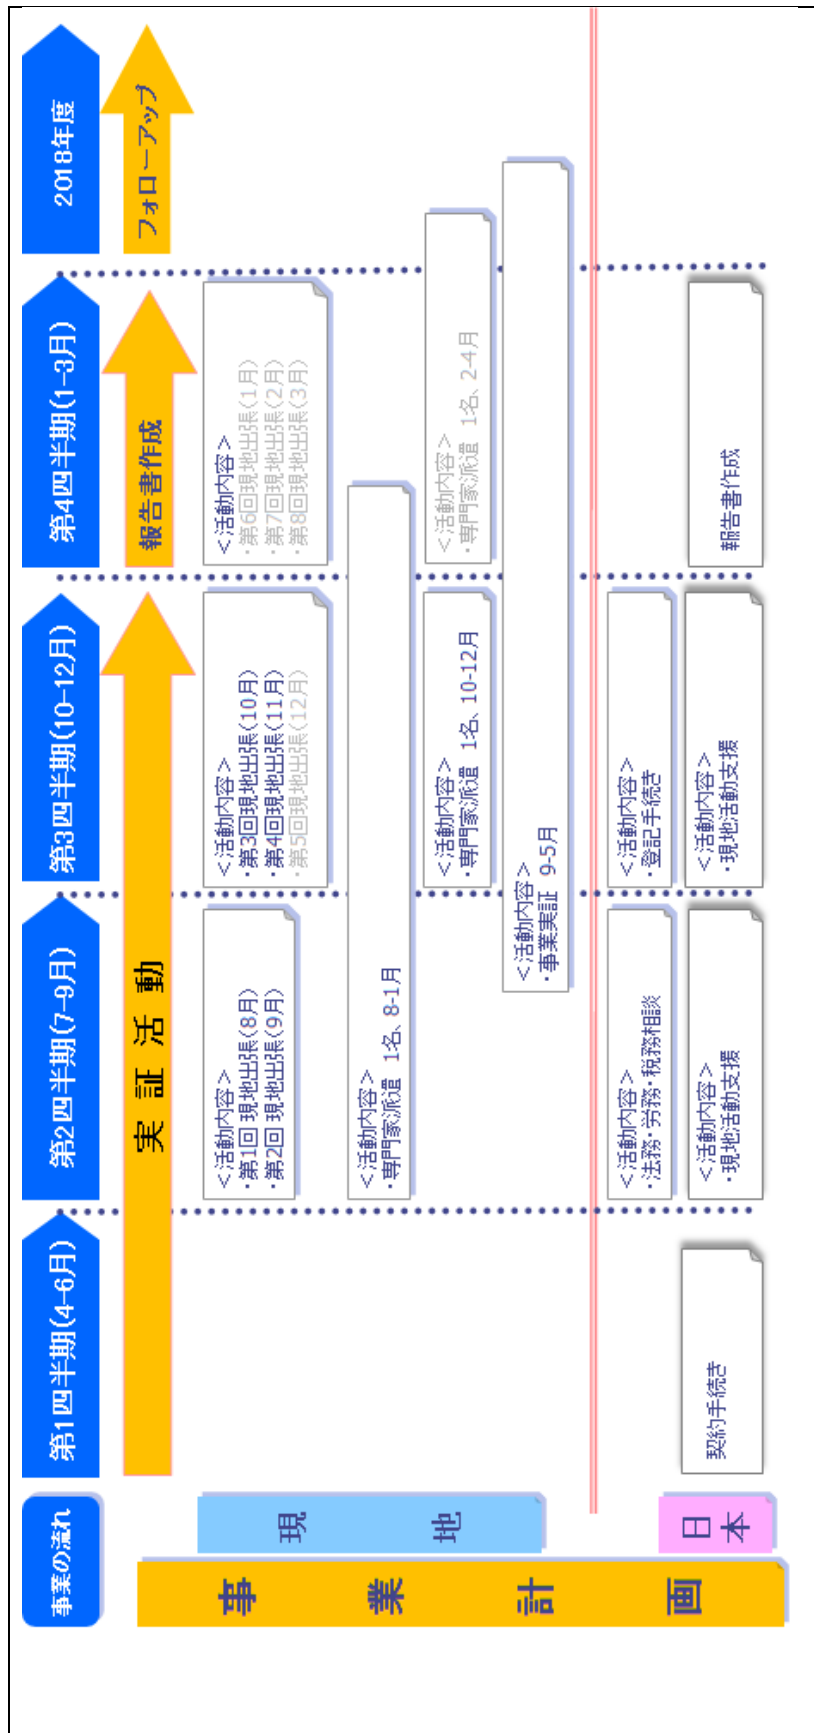 事業の流れ
第1四半期(4-6月)
第2四半期(7-9月)
第3四半期(10-12月)
第4四半期(1-3月)
2018年度
実証活動
報告書作成
フォローアップ
事業計画
現地
＜活動内容＞
・第1回 現地出張(8月)
・第2回 現地出張(9月)
＜活動内容＞
・第3回現地出張(10月)
・第4回現地出張(11月)
・第5回現地出張(12月)
＜活動内容＞
・第6回現地出張(1月)
・第7回現地出張(2月)
・第8回現地出張(3月)
＜活動内容＞
・専門家派遣 1名、8-1月
＜活動内容＞
・専門家派遣 1名、10-12月
＜活動内容＞
・専門家派遣 1名、2-4月
＜活動内容＞
・事業実証 9-5月
日本
＜活動内容＞
・法務・労務・税務相談
＜活動内容＞
・登記手続き
契約手続き
＜活動内容＞
・現地活動支援
＜活動内容＞
・現地活動支援
報告書作成